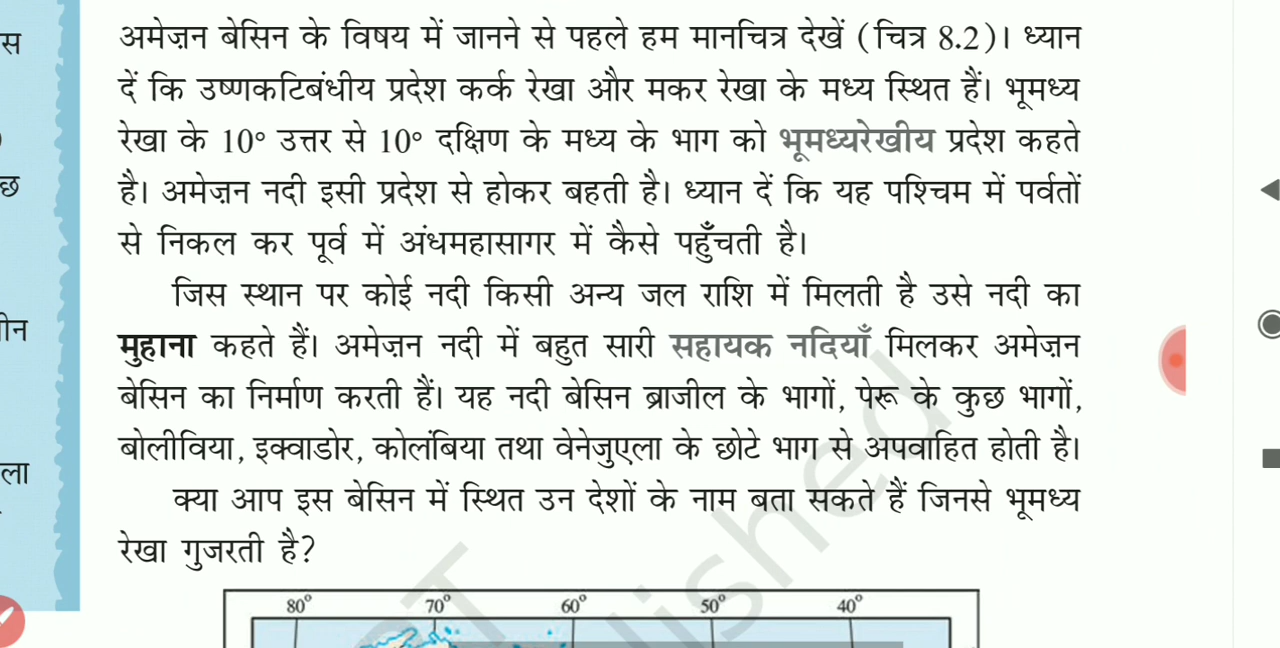 अमेज़न बेसिन के विषय में जानने से पहले हम मानचित्र देखें (चित्र 8.2)। ध्यान
दें कि उष्णकटिबंधीय प्रदेश कर्क रेखा और मकर रेखा के मध्य स्थित हैं। भूमध्य
रेखा के 10° उत्तर से 10° दक्षिण के मध्य के भाग को भूमध्यरेखीय प्रदेश कहते
है। अमेज़न नदी इसी प्रदेश से होकर बहती है। ध्यान दें कि यह पश्चिम में पर्वतों
से निकल कर पूर्व में अंधमहासागर में कैसे पहुँचती है।
जिस स्थान पर कोई नदी किसी अन्य जल राशि में मिलती है उसे नदी का
मुहाना कहते हैं। अमेज़न नदी में बहुत सारी सहायक नदियाँ मिलकर अमेज़न
बेसिन का निर्माण करती हैं। यह नदी बेसिन ब्राजील के भागों, पेरू के कुछ भागों,
बोलीविया, इक्वाडोर, कोलंबिया तथा वेनेजुएला के छोटे भाग से अपवाहित होती है।
क्या आप इस बेसिन में स्थित उन देशों के नाम बता सकते हैं जिनसे भूमध्य
रेखा गुजरती है?
80° 70° 60° 50° 40°